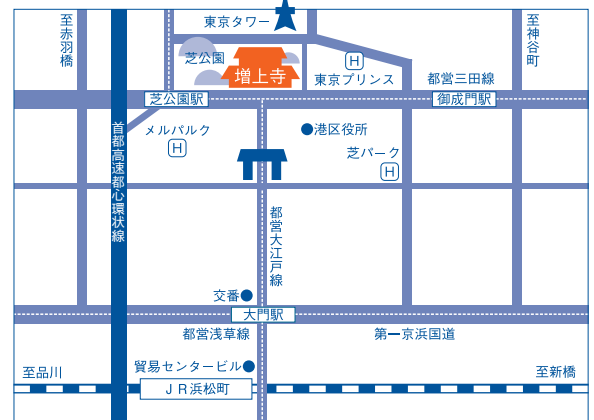 至赤羽橋
東京タワー
至神谷町
芝公園
増上寺
H
東京プリンス
都営三田線
芝公園駅
御成門駅
首都高速都心環状線
メルパルク
H
港区役所
芝パーク
H
都営大江戸線
交番
大門駅
都営浅草線
第一京浜国道
貿易センタービル
至品川
至新橋
JR浜松町